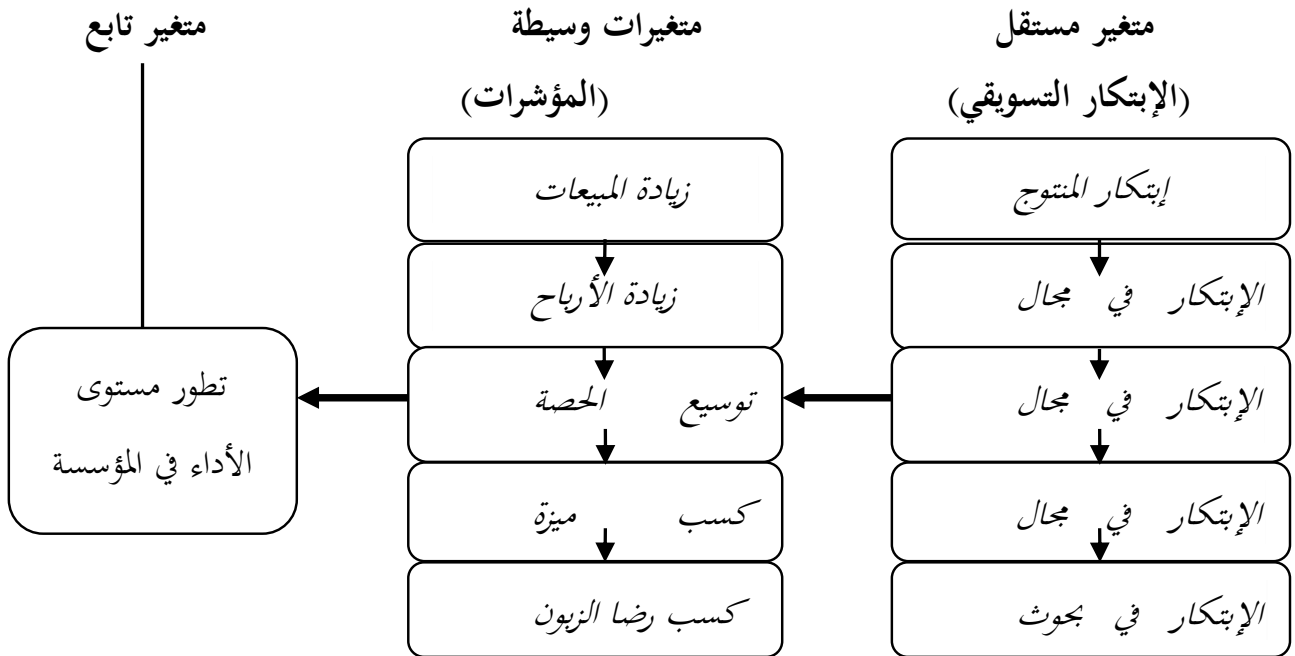 متغير مستقل
(الإبتكار التسويقي)
إبتكار المنتوج
الإبتكار في مجال
الإبتكار في مجال
الإبتكار في مجال
الإبتكار في بحوث
متغيرات وسيطة
(المؤشرات)
زيادة المبيعات
زيادة الأرباح
توسيع الحصة
كسب ميزة
كسب رضا الزبون
متغير تابع
تطور مستوى
الأداء في المؤسسة